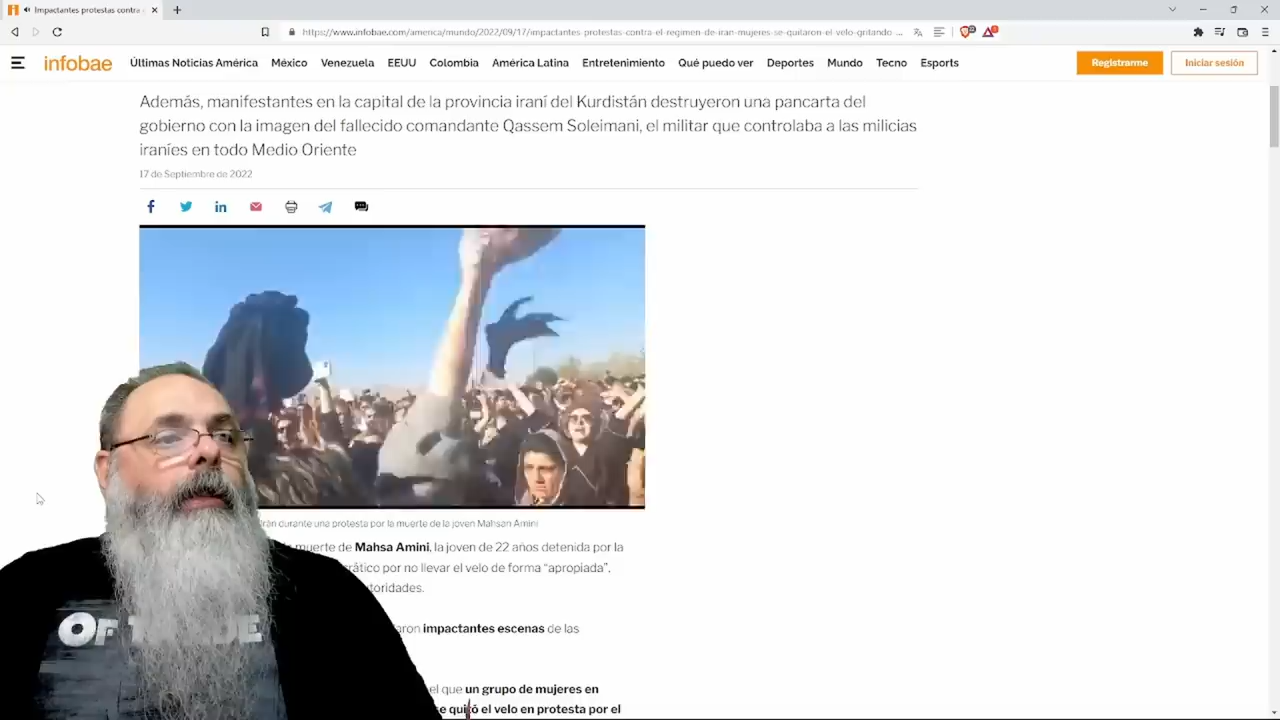 Impactantes protestas contra
https://www.infobae.com/america/mundo/2022/09/17/impactantes-protestas-contra-el-regimen-de-iran-mujeres-se-quitaron-el-velo-gritando ...
infobae
Últimas Noticias América México Venezuela EEUU Colombia América Latina Entretenimiento Qué puedo ver Deportes Mundo Tecno Esports
Registrarme
Iniciar sesión
Además, manifestantes en la capital de la provincia iraní del Kurdistán destruyeron una pancarta del
gobierno con la imagen del fallecido comandante Qassem Soleimani, el militar que controlaba a las milicias
iraníes en todo Medio Oriente
17 de Septiembre de 2022
durante una protesta por la muerte de la joven Mahsan Amini
muerte de Mahsa Amini, la joven de 22 años detenida por la
por no llevar el velo de forma “apropiada”,
impactantes escenas de las
el que un grupo de mujeres en
se quitó el velo en protesta por el
OF